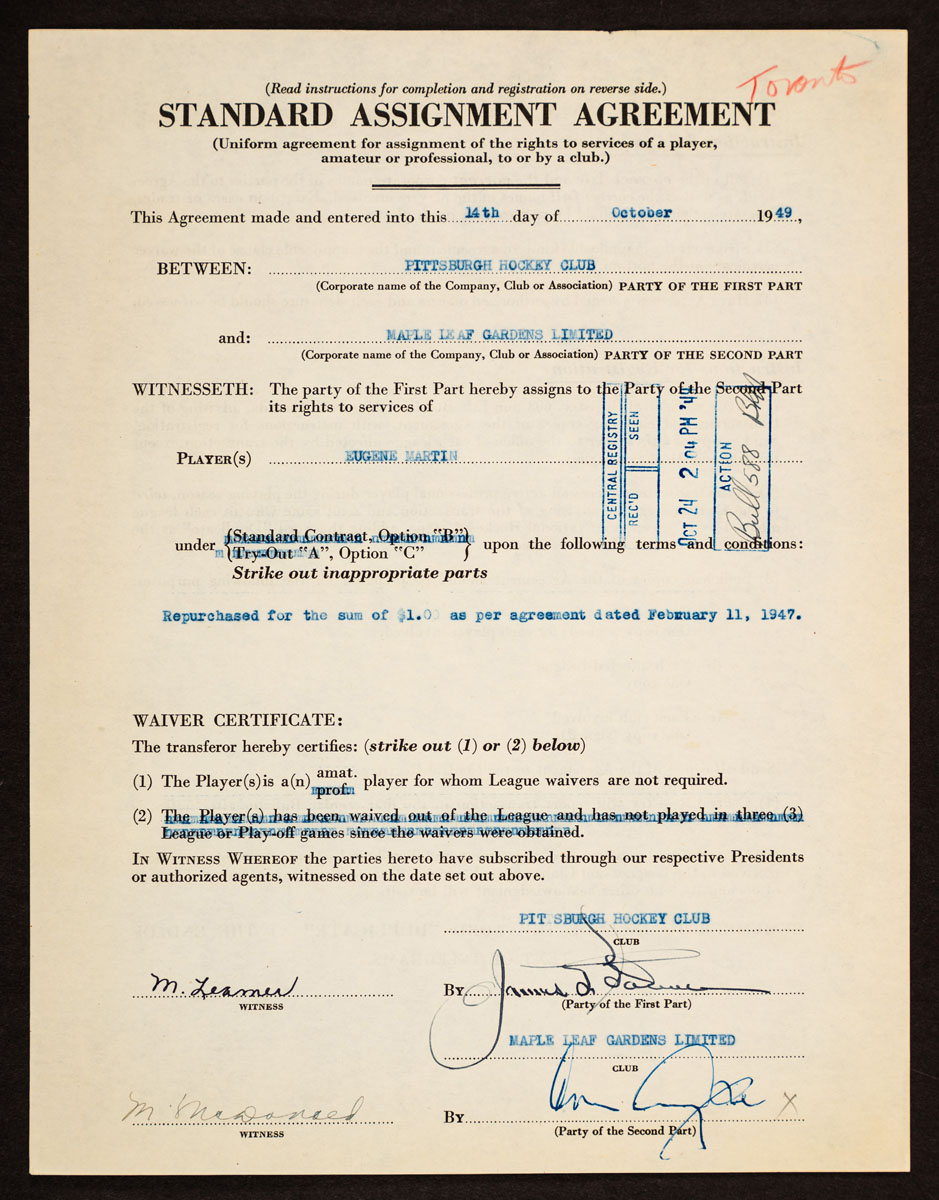 Toronto
(Read instructions for completion and registration on reverse side.)
STANDARD ASSIGNMENT AGREEMENT
(Uniform agreement for assignment of the rights to services of a player,
amateur or professional, to or by a club.)
This Agreement made and entered into this 14th day of October 1949,
BETWEEN: PITTSBURGH HOCKEY CLUB
(Corporate name of the Company, Club or Association) PARTY OF THE FIRST PART
and: MAPLE LEAF GARDENS LIMITED
(Corporate name of the Company, Club or Association) PARTY OF THE SECOND PART
WITNESSETH: The party of the First Part hereby assigns to the Party of the Second Part
its rights to services of
PLAYER(s) EUGENE MARTIN
CENTRAL REGISTRY
REC'D SEEN
OCT 24 2 04 PM '49
ACTION
Bull 588
under (Standard Contract, Option "B")
(Try-Out "A", Option "C" ) upon the following terms and conditions:
Strike out inappropriate parts
Repurchased for the sum of $1.00 as per agreement dated February 11, 1947.
WAIVER CERTIFICATE:
The transferor hereby certifies: (strike out (1) or (2) below)
(1) The Player(s) is a(n) amat. prof. player for whom League waivers are not required.
(2) The Player(s) has been waived out of the League and has not played in three (3)
League or Play-off games since the waivers were obtained.
IN WITNESS WHEREOF the parties hereto have subscribed through our respective Presidents
or authorized agents, witnessed on the date set out above.
PIT SBURGH HOCKEY CLUB
CLUB
M. Leamer
WITNESS
By
(Party of the First Part)
MAPLE LEAF GARDENS LIMITED
CLUB
M. McDonald
WITNESS
By X
(Party of the Second Part)